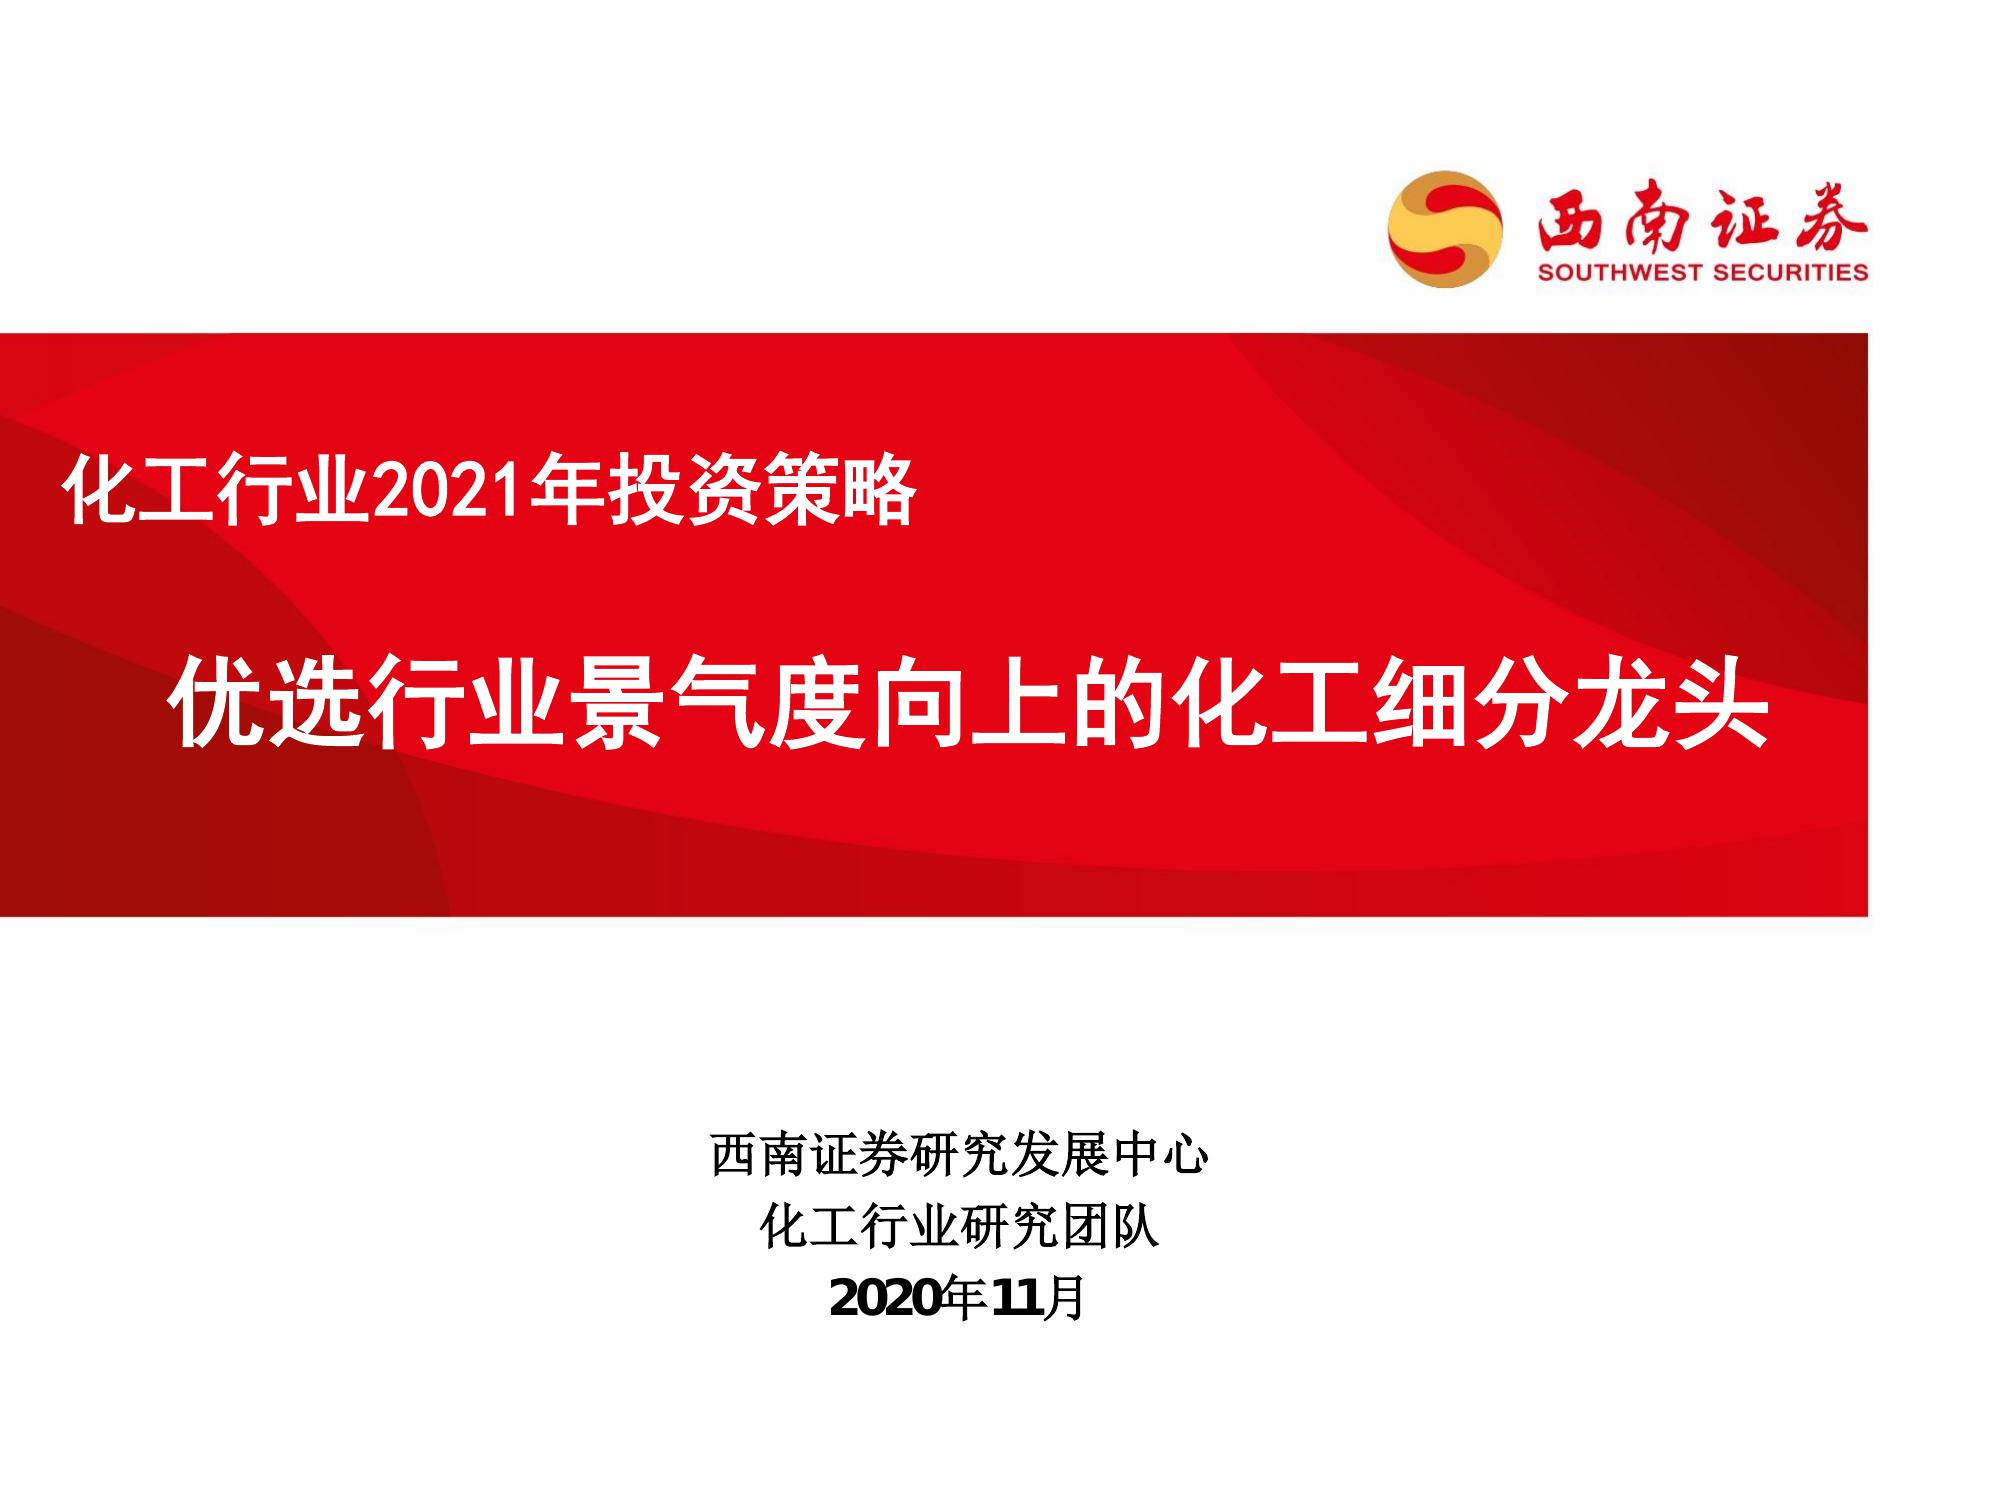 西南证券
SOUTHWEST SECURITIES
化工行业2021年投资策略
优选行业景气度向上的化工细分龙头
西南证券研究发展中心
化工行业研究团队
2020年11月